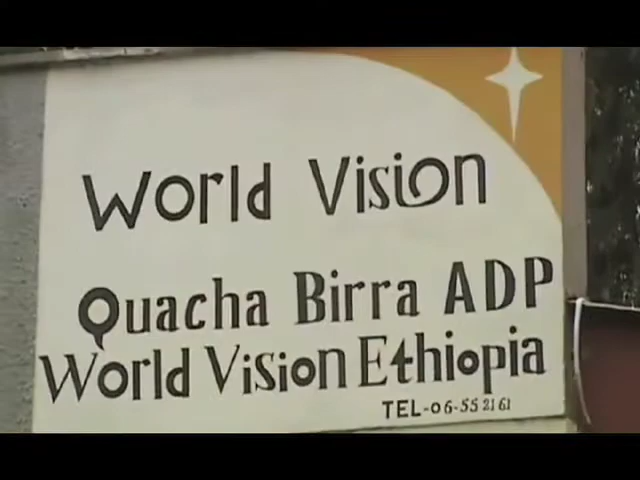 World Vision
Quacha Birra ADP
World Vision Ethiopia
TEL-06-55 21 61